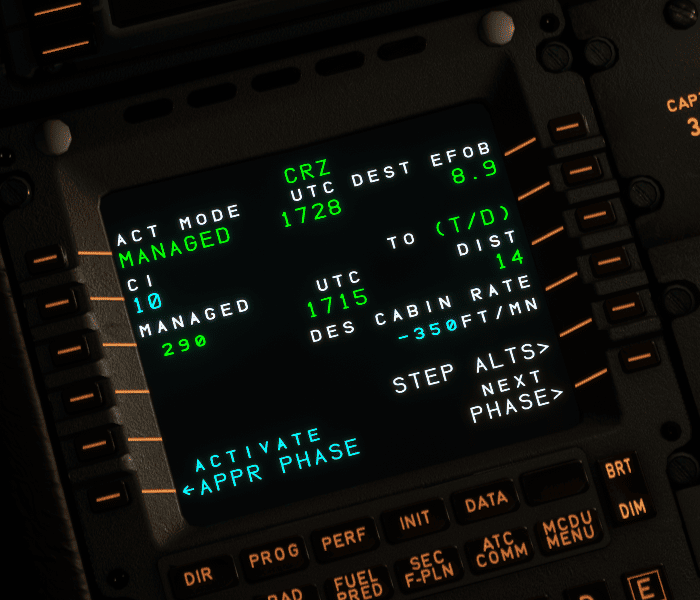 CRZ
ACT MODE UTC DEST EFOB
MANAGED 1728 8.9
CI
10 TO (T/D)
MANAGED UTC DIST
290 1715 14
DES CABIN RATE
-350FT/MN
STEP ALTS>
ACTIVATE NEXT
←APPR PHASE PHASE>
DIR PROG PERF INIT DATA
BRT
DIM
FUEL PRED
SEC F-PLN
ATC COMM
MCDU MENU
E